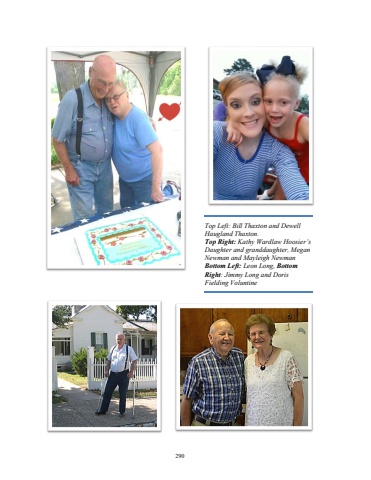 Top Left: Bill Thaxton and Dewell
Haugland Thaxton.
Top Right: Kathy Wardlaw Hoosier's
Daughter and granddaughter, Megan
Newman and Mayleigh Newman
Bottom Left: Leon Long, Bottom
Right: Jimmy Long and Doris
Fielding Voluntine
290